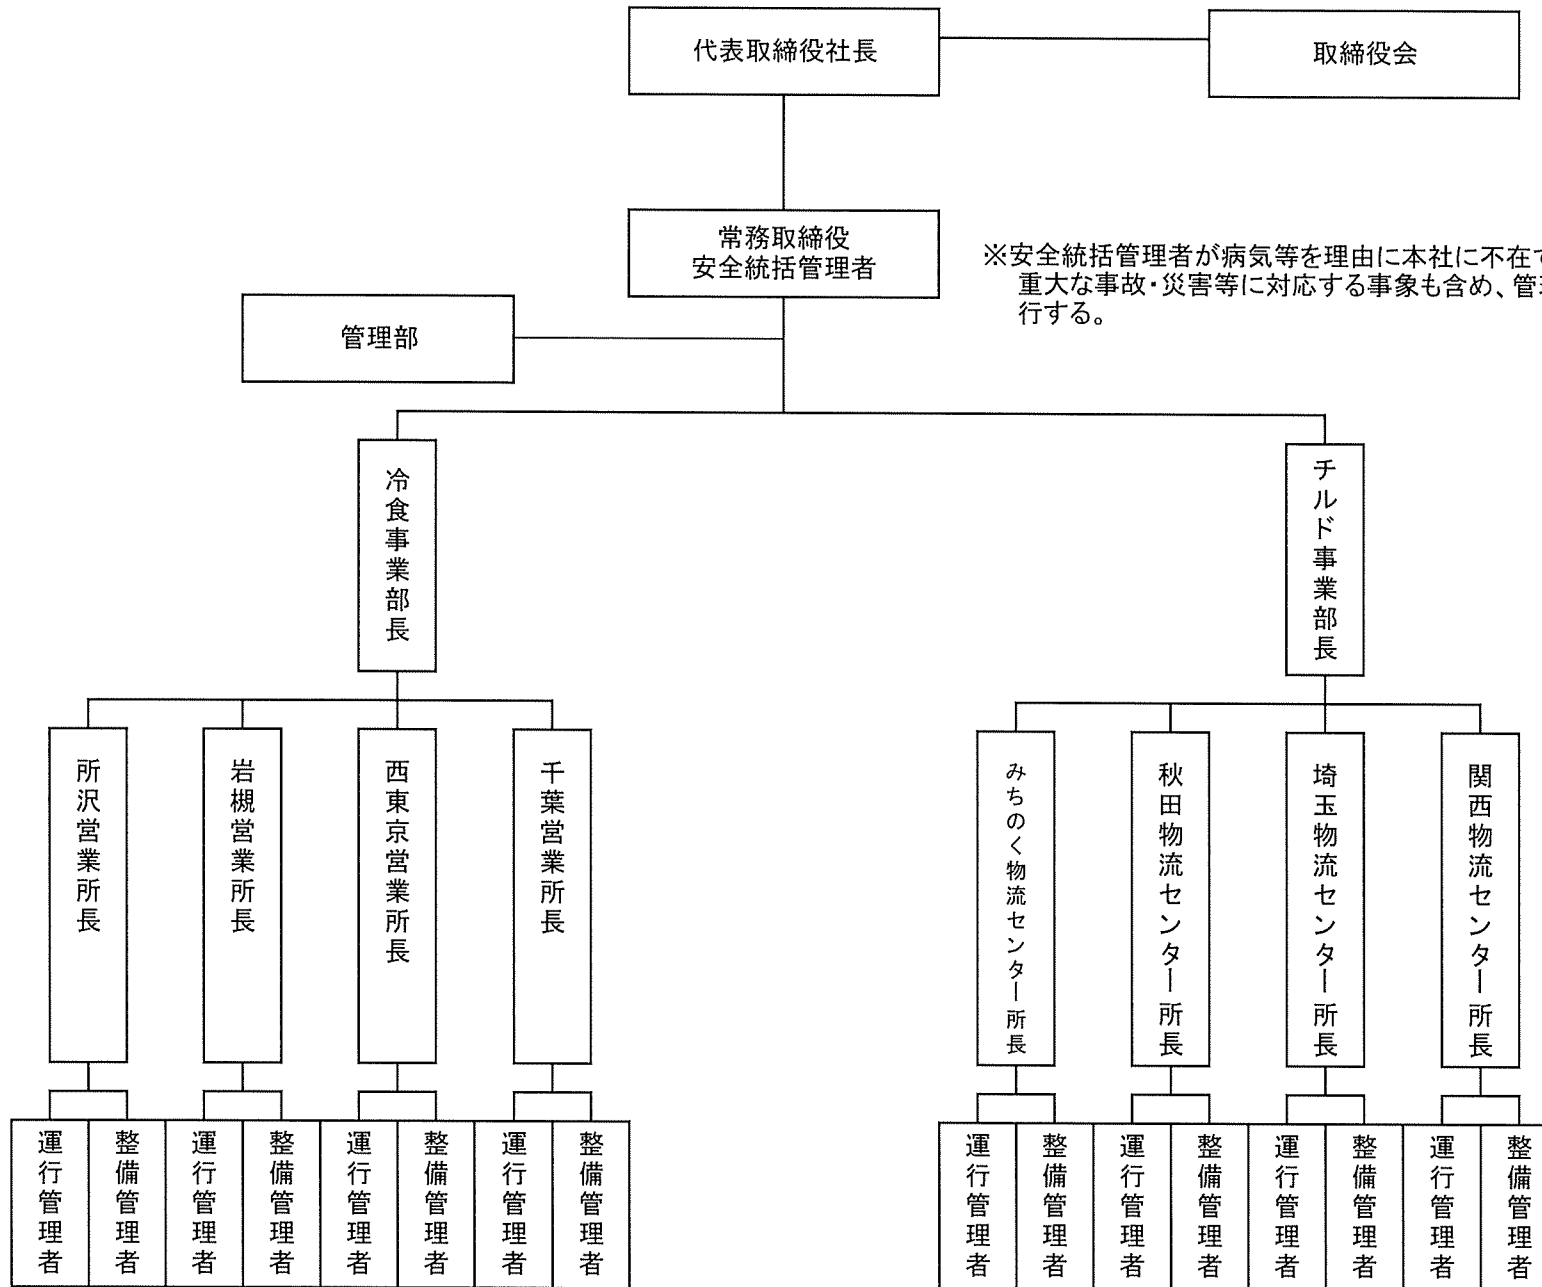 代表取締役社長
取締役会
常務取締役
安全統括管理者
※安全統括管理者が病気等を理由に本社に不在で
重大な事故・災害等に対応する事象も含め、管理
行する。
管理部
冷食事業部長
チルド事業部長
所沢営業所長
岩槻営業所長
西東京営業所長
千葉営業所長
みちのく物流センター所長
秋田物流センター所長
埼玉物流センター所長
関西物流センター所長
運行管理者
整備管理者
運行管理者
整備管理者
運行管理者
整備管理者
運行管理者
整備管理者
運行管理者
整備管理者
運行管理者
整備管理者
運行管理者
整備管理者
運行管理者
整備管理者